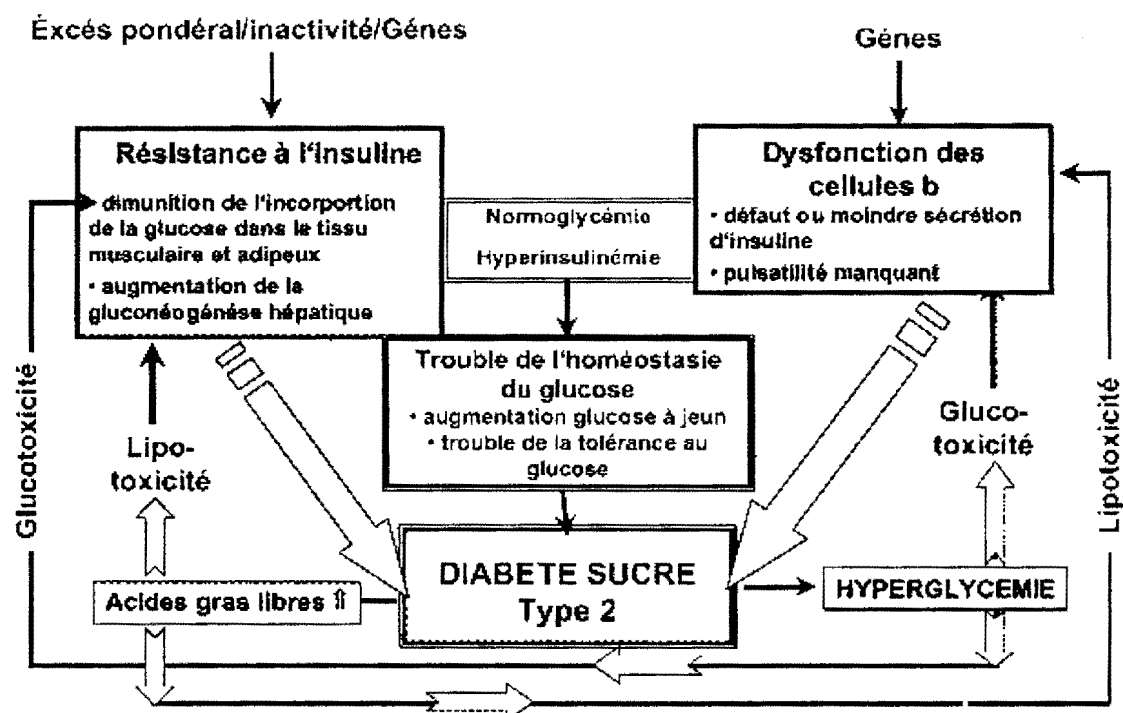 Éxcés pondéral/inactivité/Génes
Génes
Résistance à l'Insuline
• dimunition de l'incorportion
de la glucose dans le tissu
musculaire et adipeux
• augmentation de la
gluconéogénése hépatique
Normoglycémie
Hyperinsulinémie
Dysfonction des
cellules b
• défaut ou moindre sécrétion
d'insuline
• pulsatilité manquant
Trouble de l'homéostasie
du glucose
• augmentation glucose à jeun
• trouble de la tolérance au
glucose
Glucotoxicité
Lipo-
toxicité
Gluco-
toxicité
Lipotoxicité
Acides gras libres ⇑
DIABETE SUCRE
Type 2
HYPERGLYCEMIE